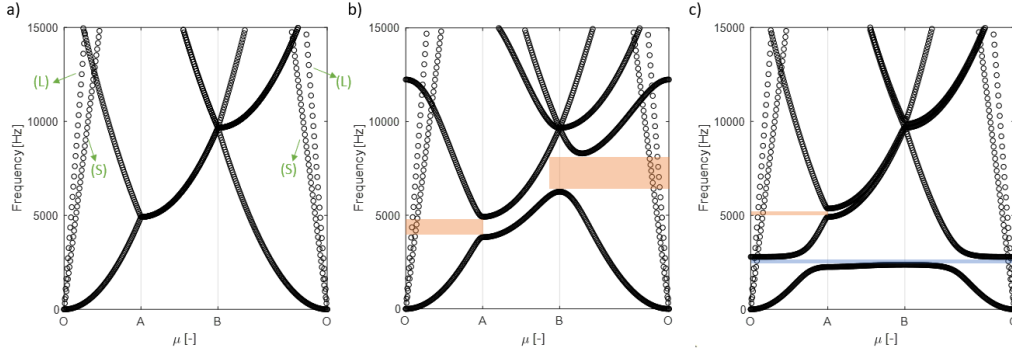 a)
15000
10000
5000
0
Frequency [Hz]
(L)
(S)
(L)
(S)
O
A
B
O
μ [-]
b)
15000
10000
5000
0
Frequency [Hz]
O
A
B
O
μ [-]
c)
15000
10000
5000
0
Frequency [Hz]
O
A
B
O
μ [-]